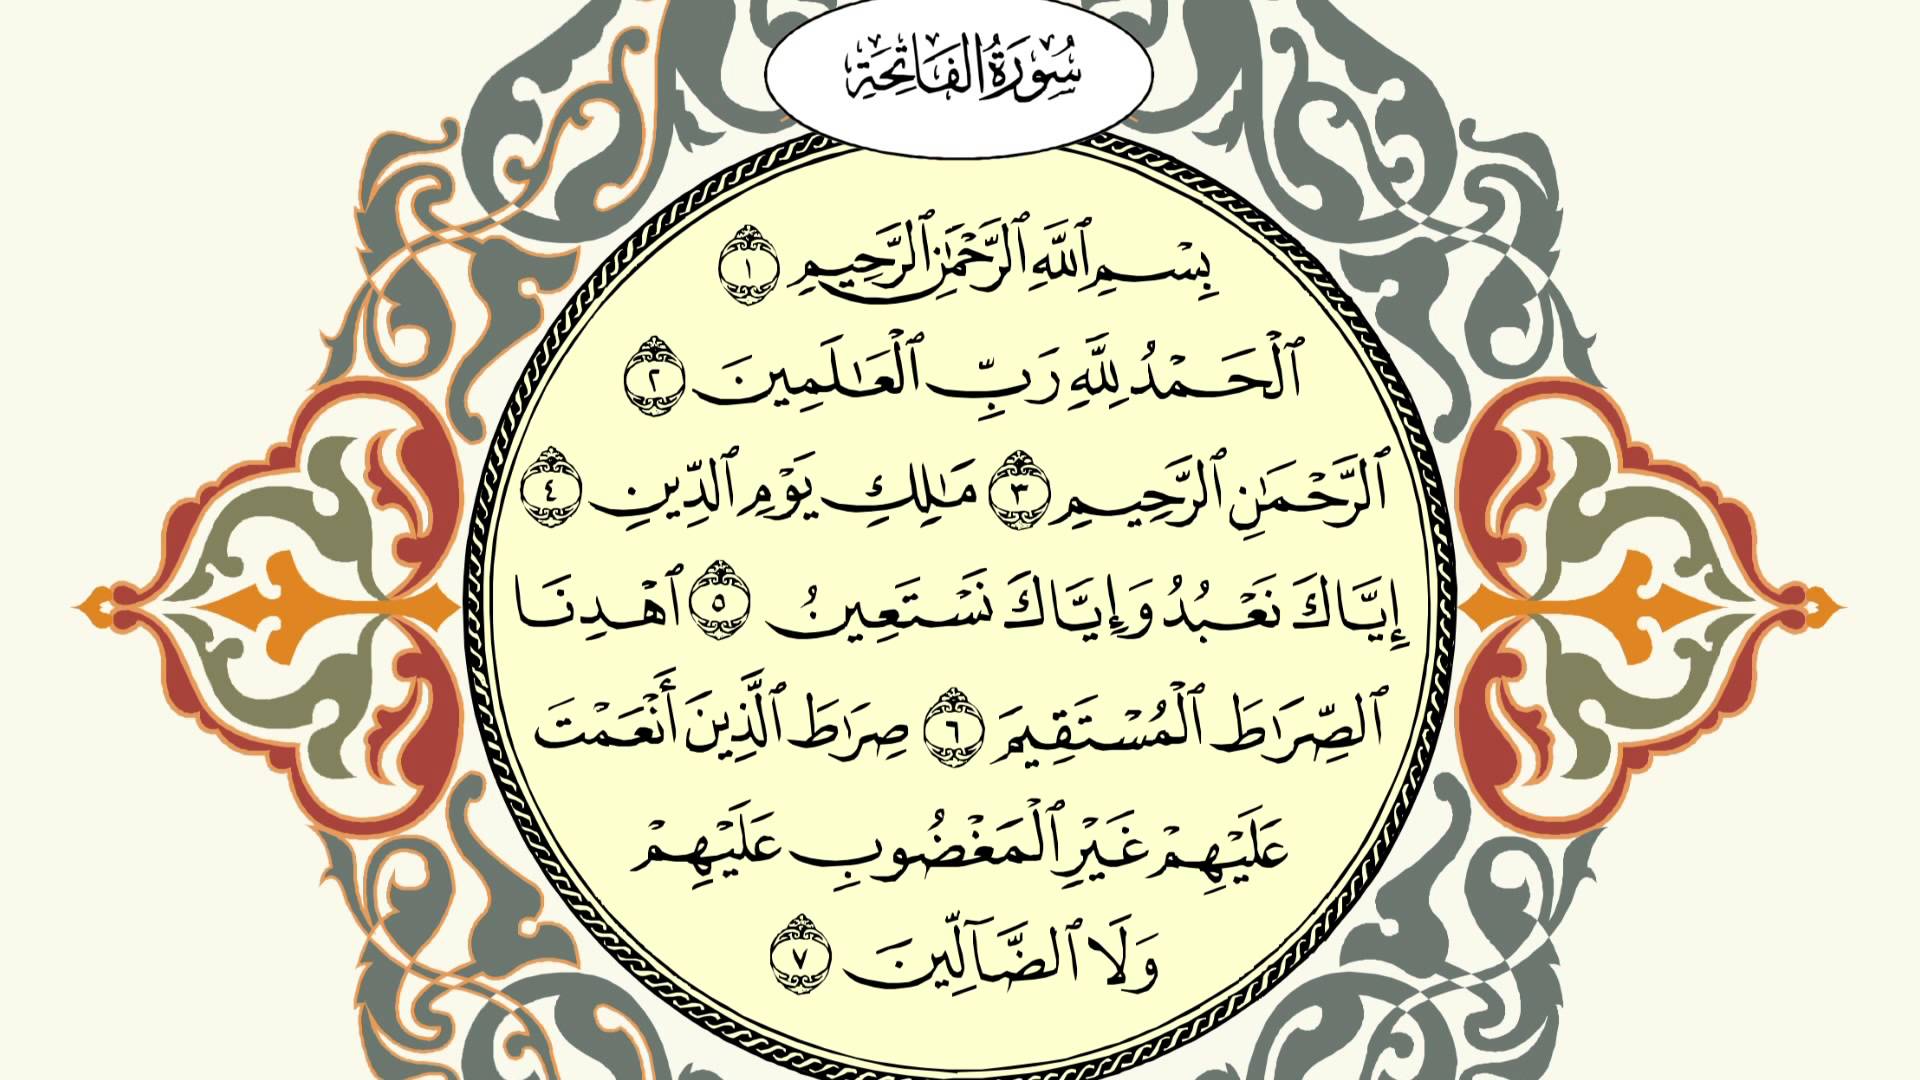 سُورَةُ الفَاتِحَةِ
بِسْمِ ٱللَّهِ ٱلرَّحْمَٰنِ ٱلرَّحِيمِ ١
ٱلْحَمْدُ لِلَّهِ رَبِّ ٱلْعَٰلَمِينَ ٢
ٱلرَّحْمَٰنِ ٱلرَّحِيمِ ٣ مَٰلِكِ يَوْمِ ٱلدِّينِ ٤
إِيَّاكَ نَعْبُدُ وَإِيَّاكَ نَسْتَعِينُ ٥ ٱهْدِنَا
ٱلصِّرَٰطَ ٱلْمُسْتَقِيمَ ٦ صِرَٰطَ ٱلَّذِينَ أَنْعَمْتَ
عَلَيْهِمْ غَيْرِ ٱلْمَغْضُوبِ عَلَيْهِمْ
وَلَا ٱلضَّآلِّينَ ٧